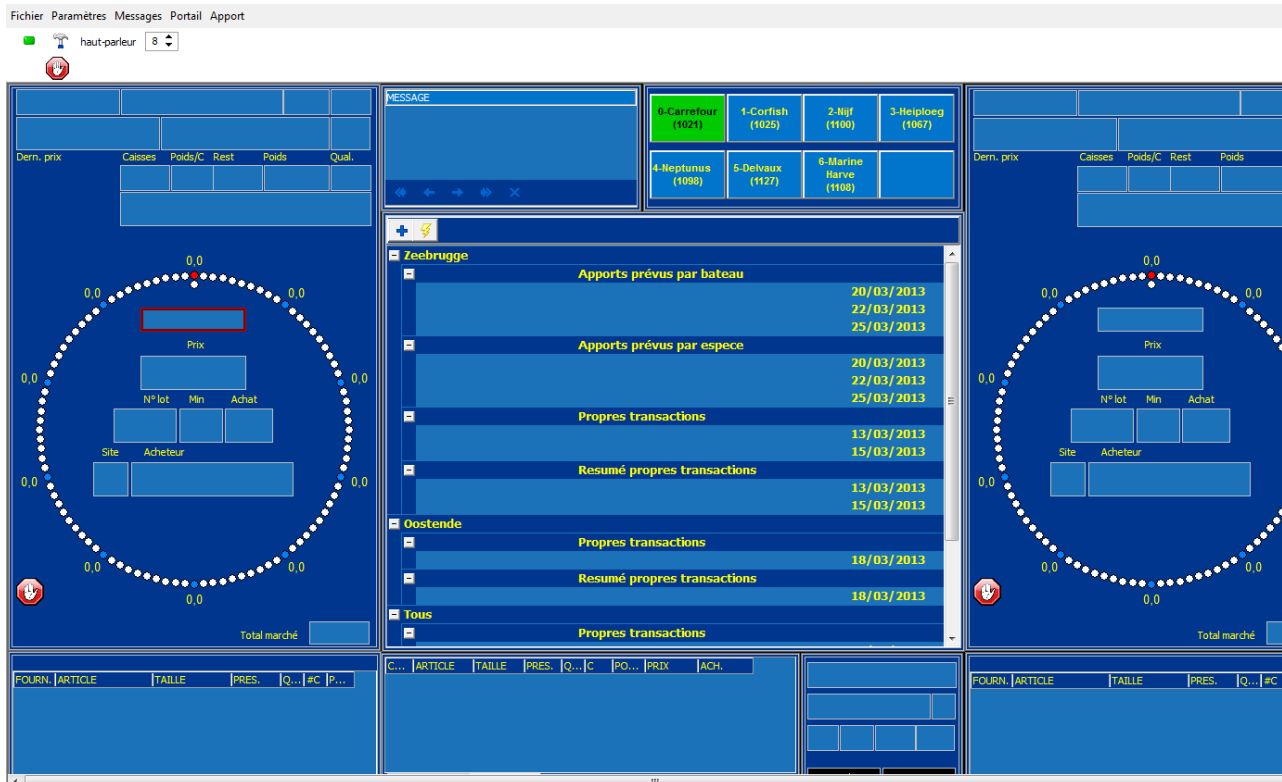 Fichier Paramètres Messages Portail Apport
haut-parleur 8
Dern. prix Caisses Poids/C Rest Poids Qual.
0,0
0,0 0,0
Prix
0,0 0,0
N° lot Min Achat
Site Acheteur
0,0 0,0
0,0 0,0
0,0
Total marché
FOURN. ARTICLE TAILLE PRES. Q... #C P...
MESSAGE
0-Carrefour 1-Corfish 2-Nijf 3-Heiploeg
(1021) (1025) (1100) (1067)
4-Neptunus 5-Delvaux 6-Marine
(1098) (1127) Harve
(1108)
Zeebrugge
Apports prévus par bateau
20/03/2013
22/03/2013
25/03/2013
Apports prévus par espece
20/03/2013
22/03/2013
25/03/2013
Propres transactions
13/03/2013
15/03/2013
Resumé propres transactions
13/03/2013
15/03/2013
Oostende
Propres transactions
18/03/2013
Resumé propres transactions
18/03/2013
Tous
Propres transactions
C... ARTICLE TAILLE PRES. Q... C PO... PRIX ACH.
Dern. prix Caisses Poids/C Rest Poids
0,0
0,0 0,0
Prix
0,0
N° lot Min Achat
Site Acheteur
0,0
0,0 0,0
0,0
Total marché
FOURN. ARTICLE TAILLE PRES. Q... #C